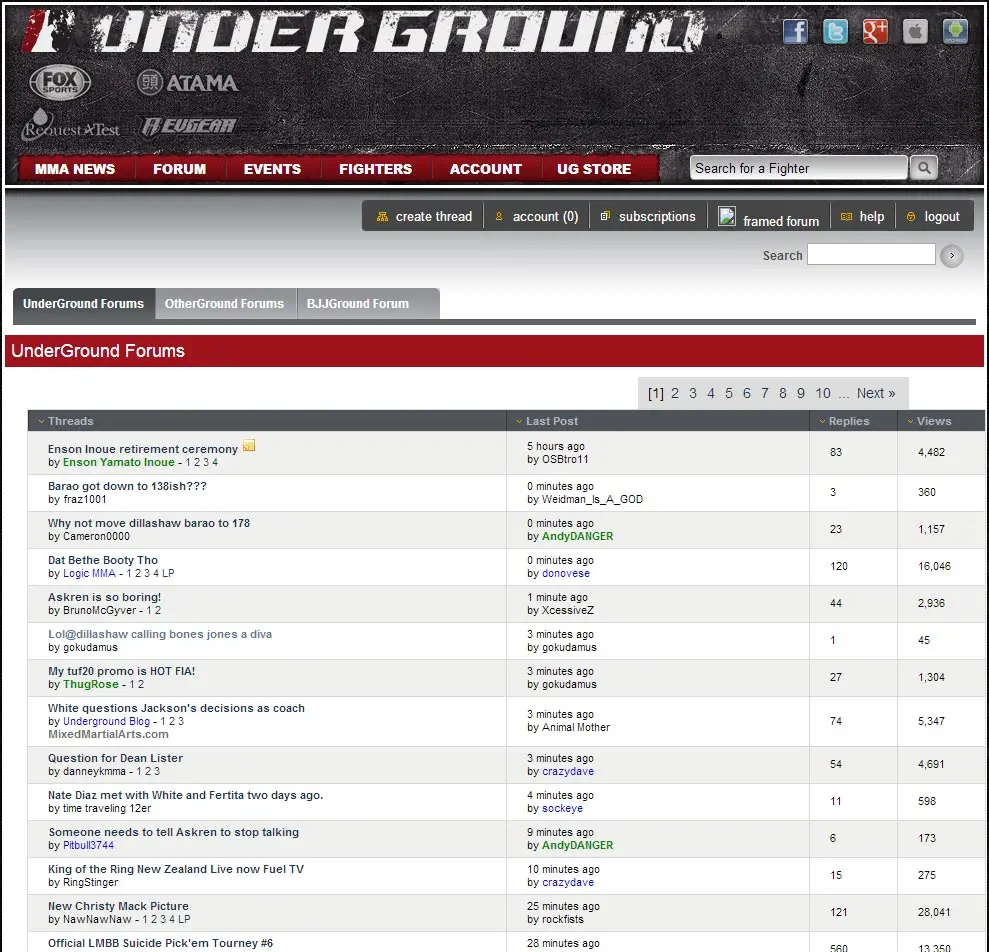 UNDERGROUND
FOX SPORTS
ATAMA
RequestATest
REVGEAR
MMA NEWS FORUM EVENTS FIGHTERS ACCOUNT UG STORE Search for a Fighter
create thread account (0) subscriptions framed forum help logout
Search
UnderGround Forums OtherGround Forums BJJGround Forum
UnderGround Forums
[1] 2 3 4 5 6 7 8 9 10 ... Next »
Threads Last Post Replies Views
Enson Inoue retirement ceremony 5 hours ago 83 4,482
by Enson Yamato Inoue - 1 2 3 4 by OSBtro11
Barao got down to 138ish??? 0 minutes ago 3 360
by fraz1001 by Weidman_Is_A_GOD
Why not move dillashaw barao to 178 0 minutes ago 23 1,157
by Cameron0000 by AndyDANGER
Dat Bethe Booty Tho 0 minutes ago 120 16,046
by Logic MMA - 1 2 3 4 LP by donovese
Askren is so boring! 1 minute ago 44 2,936
by BrunoMcGyver - 1 2 by XcessiveZ
Lol@dillashaw calling bones jones a diva 3 minutes ago 1 45
by gokudamus by gokudamus
My tuf20 promo is HOT FIA! 3 minutes ago 27 1,304
by ThugRose - 1 2 by gokudamus
White questions Jackson's decisions as coach 3 minutes ago 74 5,347
by Underground Blog - 1 2 3 by Animal Mother
MixedMartialArts.com
Question for Dean Lister 3 minutes ago 54 4,691
by danneykmma - 1 2 3 by crazydave
Nate Diaz met with White and Fertita two days ago. 4 minutes ago 11 598
by time traveling 12er by sockeye
Someone needs to tell Askren to stop talking 9 minutes ago 6 173
by Pitbull3744 by AndyDANGER
King of the Ring New Zealand Live now Fuel TV 10 minutes ago 15 275
by RingStinger by crazydave
New Christy Mack Picture 25 minutes ago 121 28,041
by NawNawNaw - 1 2 3 4 LP by rockfists
Official LMBB Suicide Pick'em Tourney #6 28 minutes ago 560 13,350